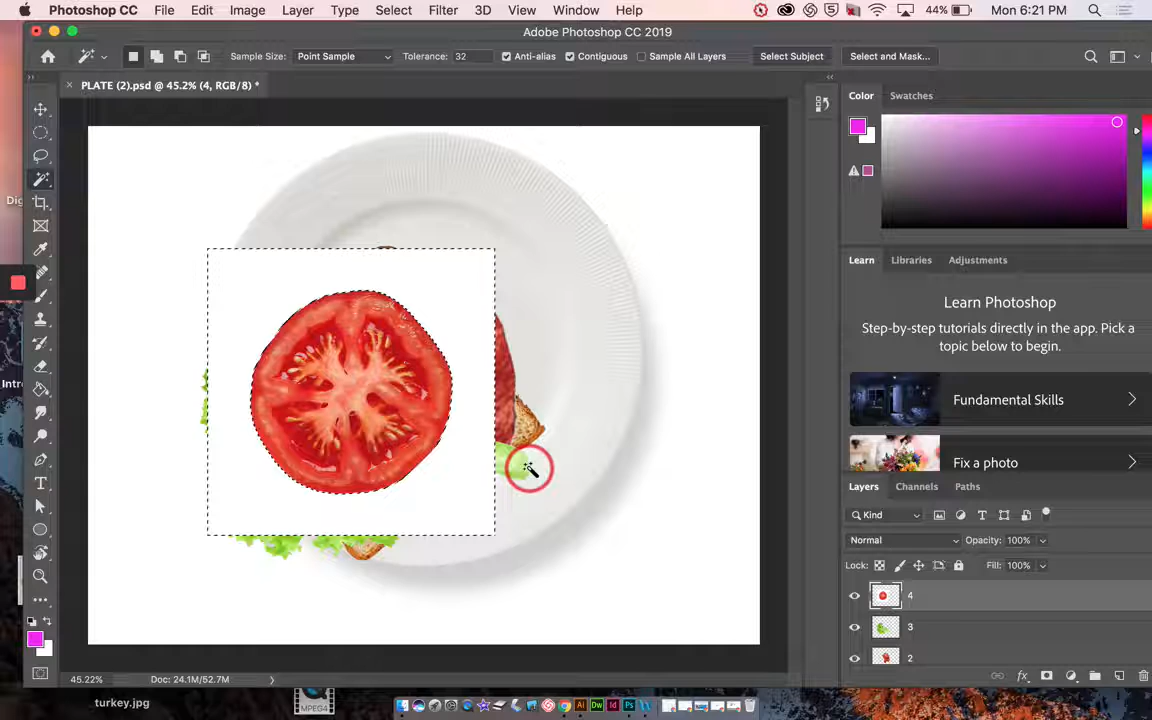 Photoshop CC File Edit Image Layer Type Select Filter 3D View Window Help 44% Mon 6:21 PM
Adobe Photoshop CC 2019
Sample Size: Point Sample Tolerance: 32 Anti-alias Contiguous Sample All Layers Select Subject Select and Mask...
× PLATE (2).psd @ 45.2% (4, RGB/8) *
Color Swatches
Dig
Learn Libraries Adjustments
Learn Photoshop
Step-by-step tutorials directly in the app. Pick a
topic below to begin.
Intro
Fundamental Skills
Fix a photo
Layers Channels Paths
Kind
Normal Opacity: 100%
Lock: Fill: 100%
4
3
2
45.22% Doc: 24.1M/52.7M
turkey.jpg
MPEG4